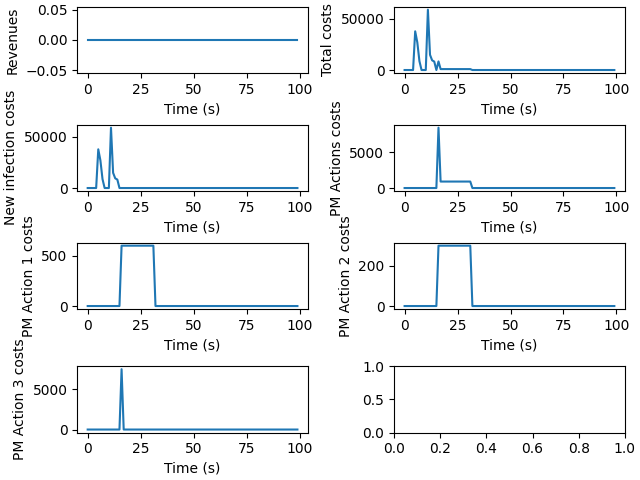 Revenues
0.05
0.00
−0.05
0 25 50 75 100
Time (s)
Total costs
50000
0
0 25 50 75 100
Time (s)
New infection costs
50000
0
0 25 50 75 100
Time (s)
PM Actions costs
5000
0
0 25 50 75 100
Time (s)
PM Action 1 costs
500
0
0 25 50 75 100
Time (s)
PM Action 2 costs
200
0
0 25 50 75 100
Time (s)
PM Action 3 costs
5000
0
0 25 50 75 100
Time (s)
1.0
0.5
0.0
0.0 0.2 0.4 0.6 0.8 1.0